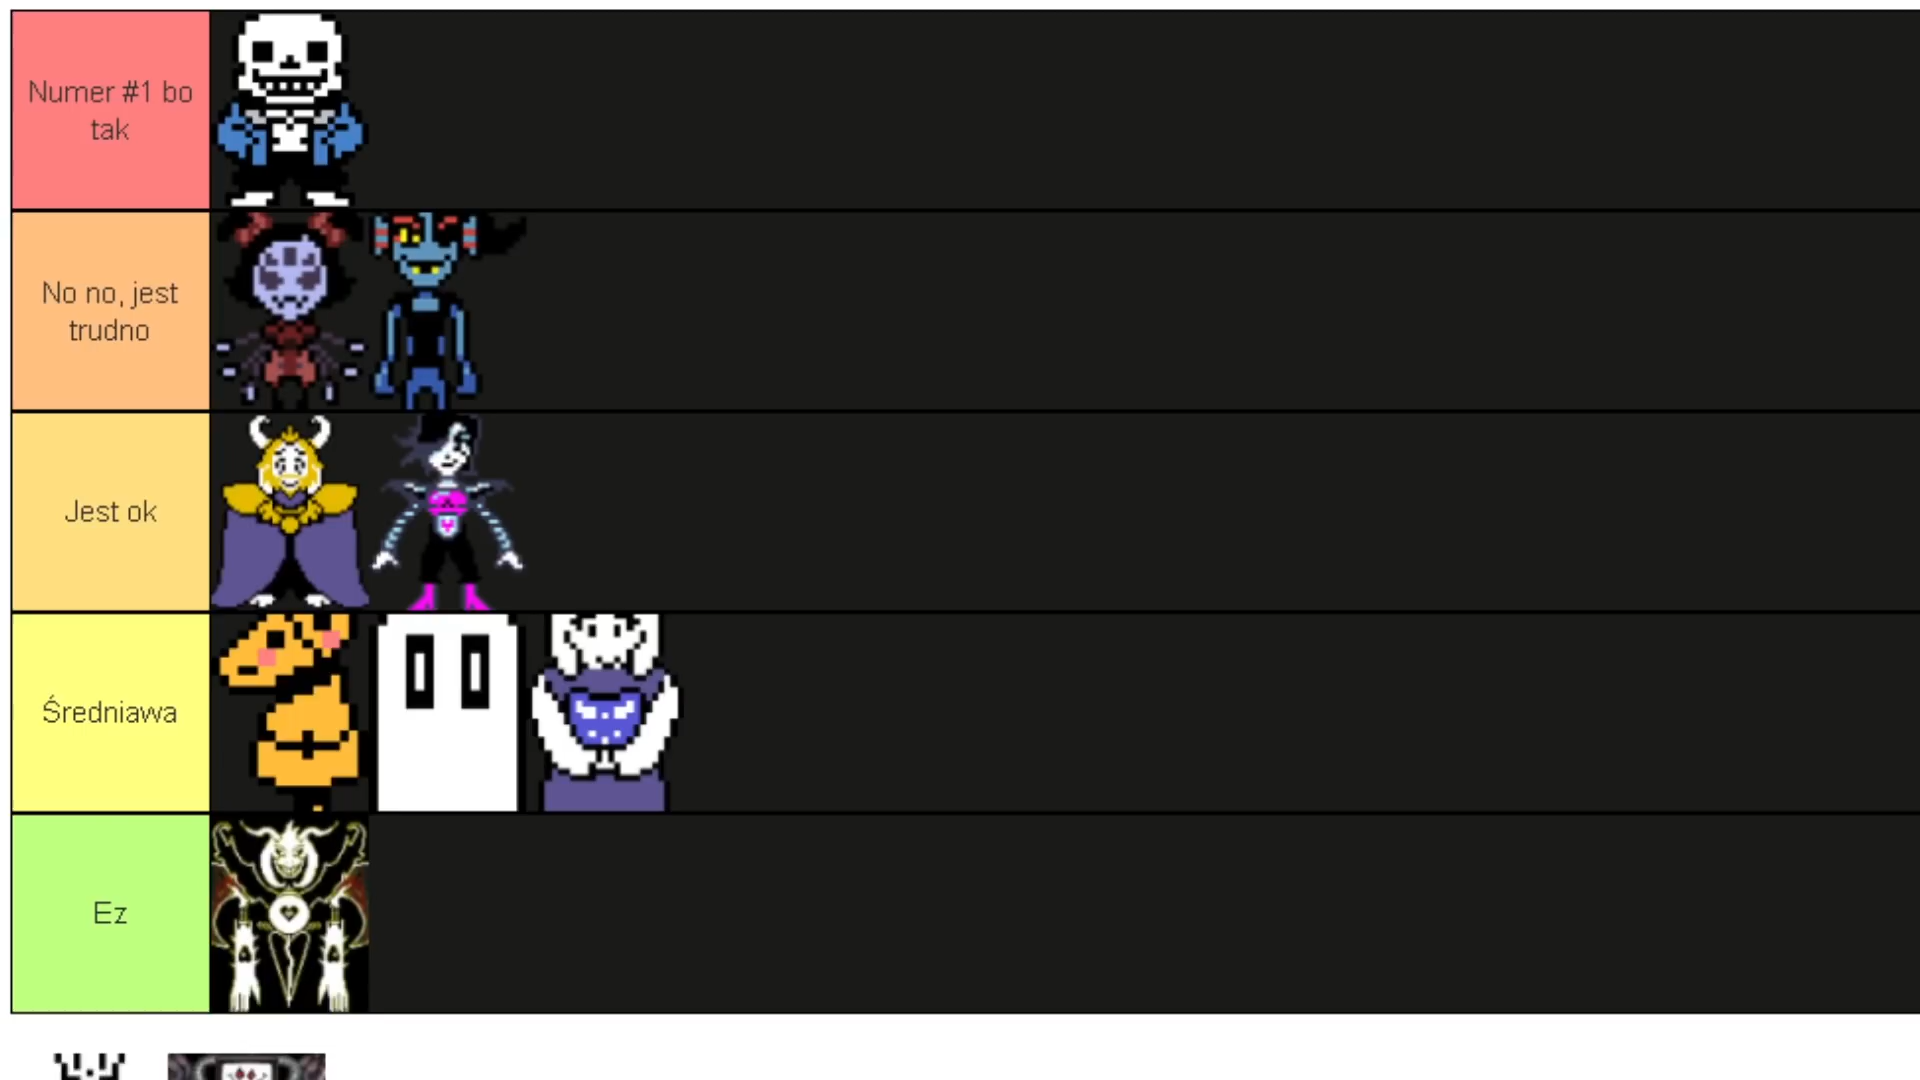 Numer #1 bo
tak
No no, jest
trudno
Jest ok
Średniawa
Ez